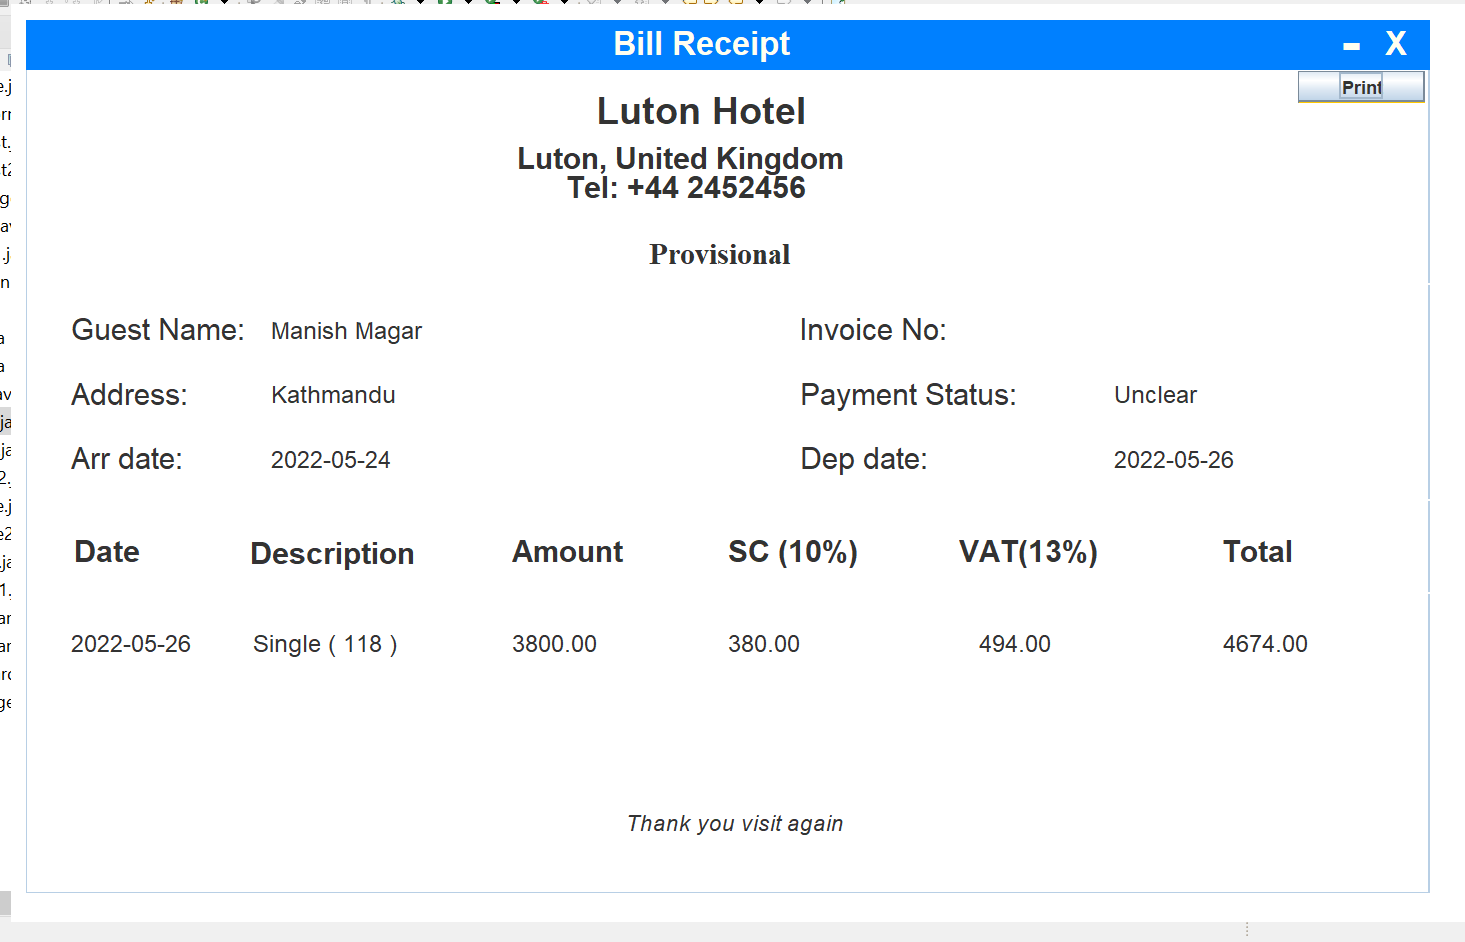 Bill Receipt
- X
Print
Luton Hotel
Luton, United Kingdom
Tel: +44 2452456
Provisional
Guest Name: Manish Magar Invoice No:
Address: Kathmandu Payment Status: Unclear
Arr date: 2022-05-24 Dep date: 2022-05-26
Date Description Amount SC (10%) VAT(13%) Total
2022-05-26 Single ( 118 ) 3800.00 380.00 494.00 4674.00
Thank you visit again